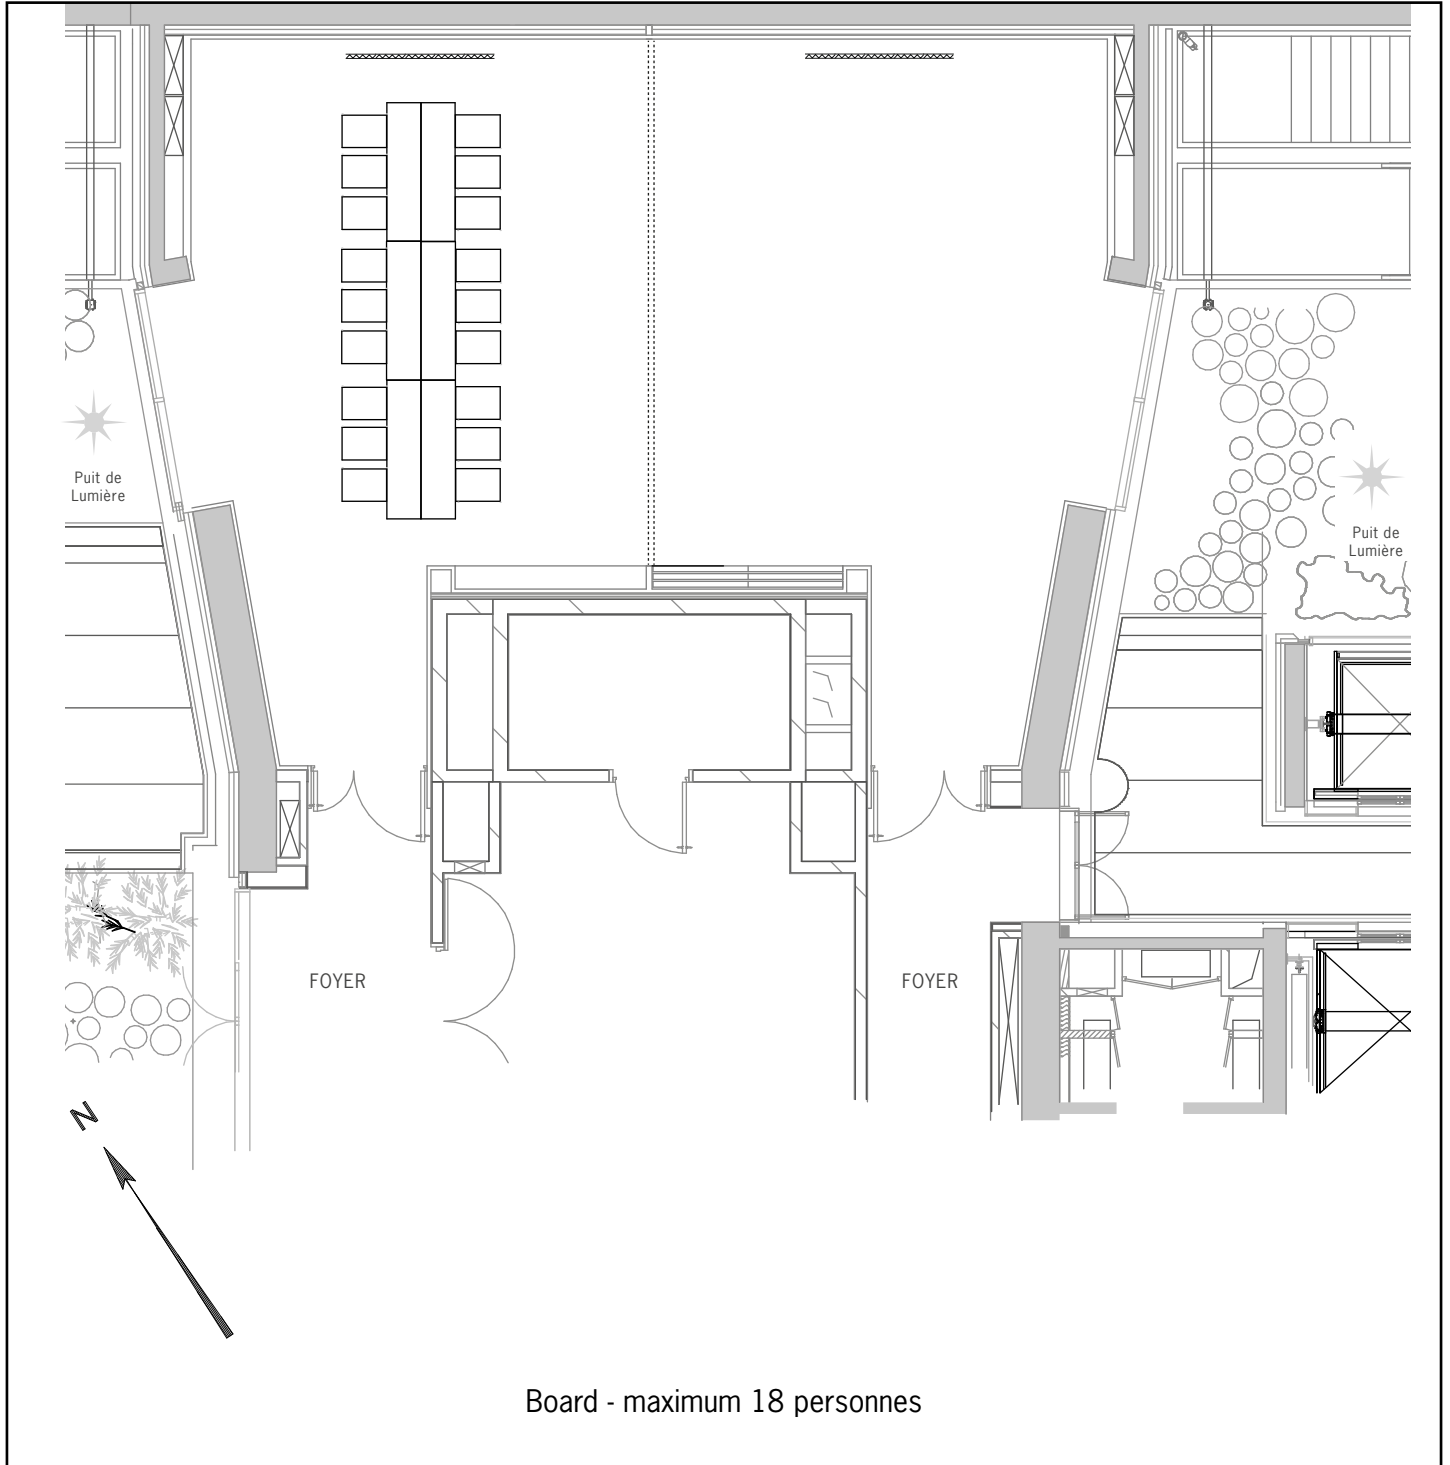 Puit de
Lumière
Puit de
Lumière
FOYER
FOYER
N
Board - maximum 18 personnes